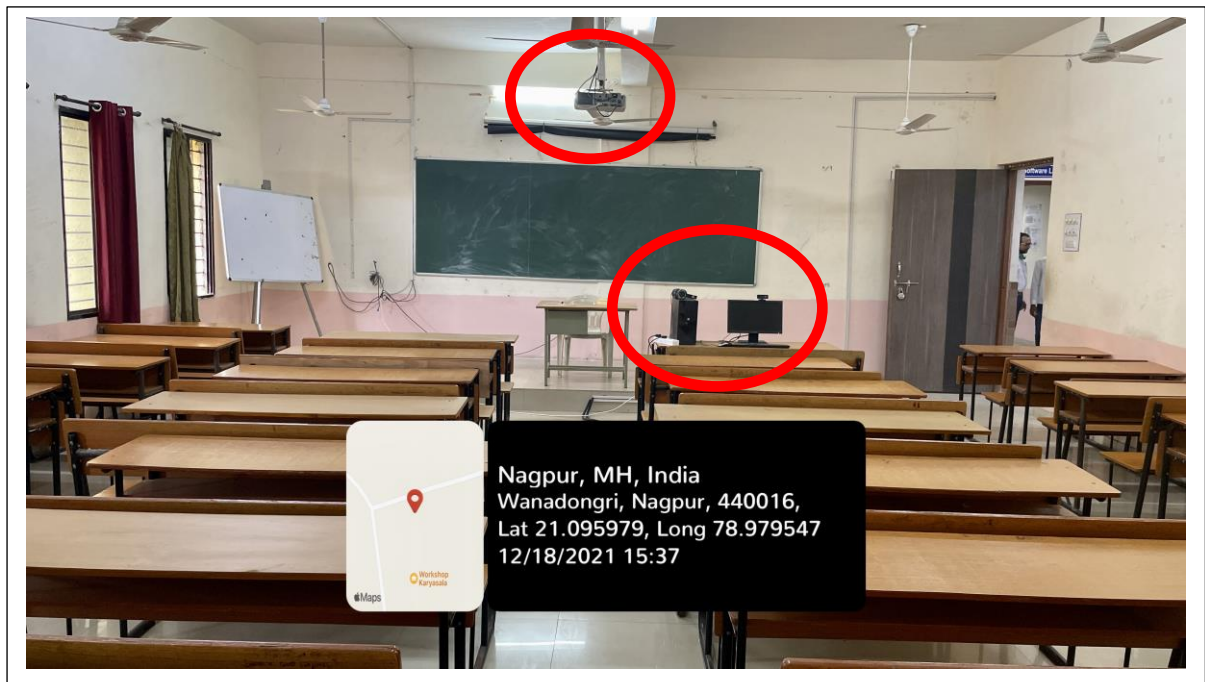 oftware L
Nagpur, MH, India
Wanadongri, Nagpur, 440016,
Lat 21.095979, Long 78.979547
12/18/2021 15:37
Workshop
Karyasala
Maps